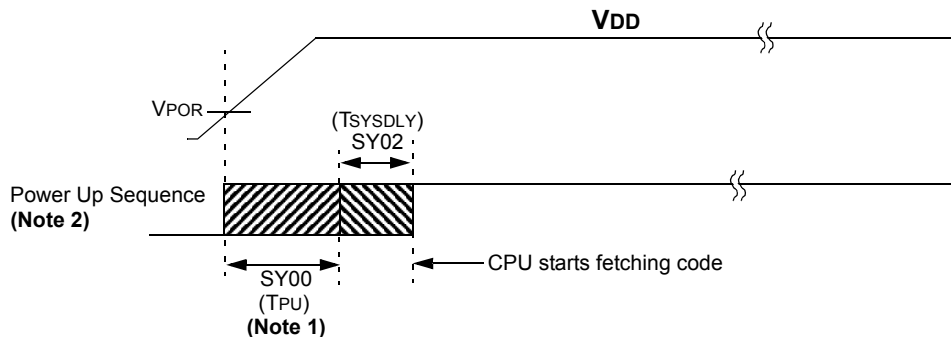 VDD
VPOR
(TSYSDLY)
SY02
Power Up Sequence
(Note 2)
CPU starts fetching code
SY00
(TPU)
(Note 1)